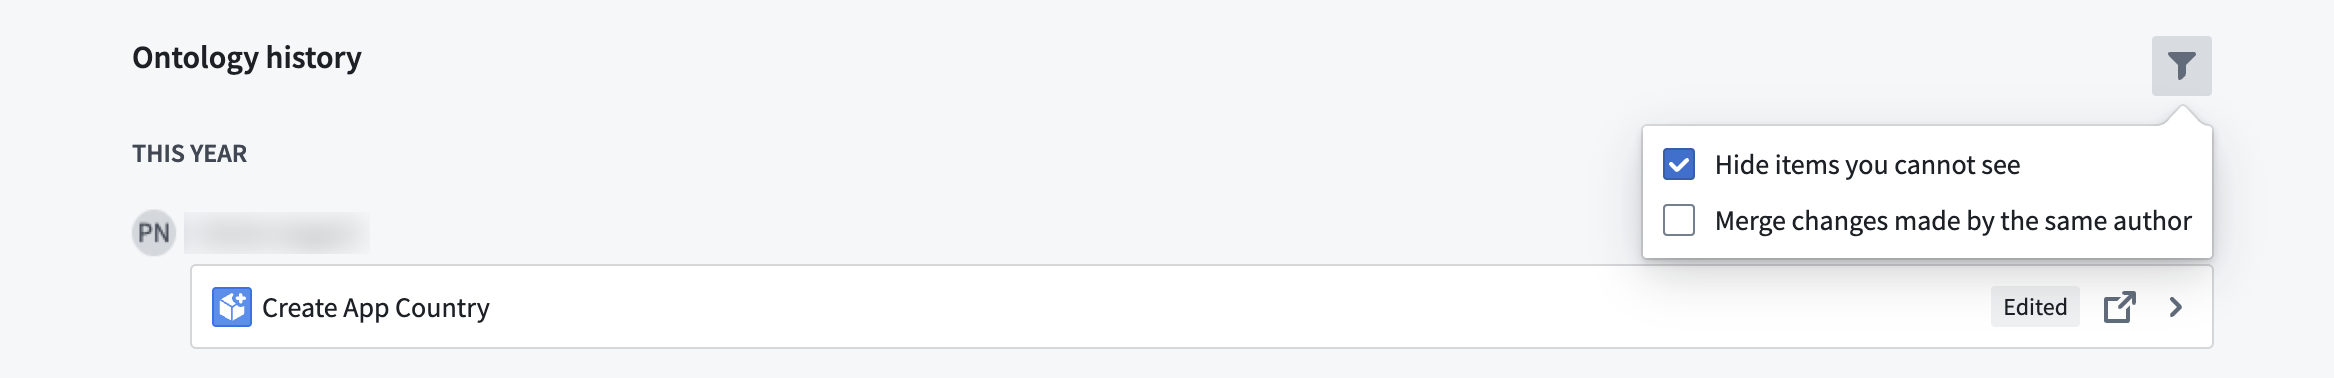 Ontology history
THIS YEAR
Hide items you cannot see
Merge changes made by the same author
PN
Create App Country
Edited